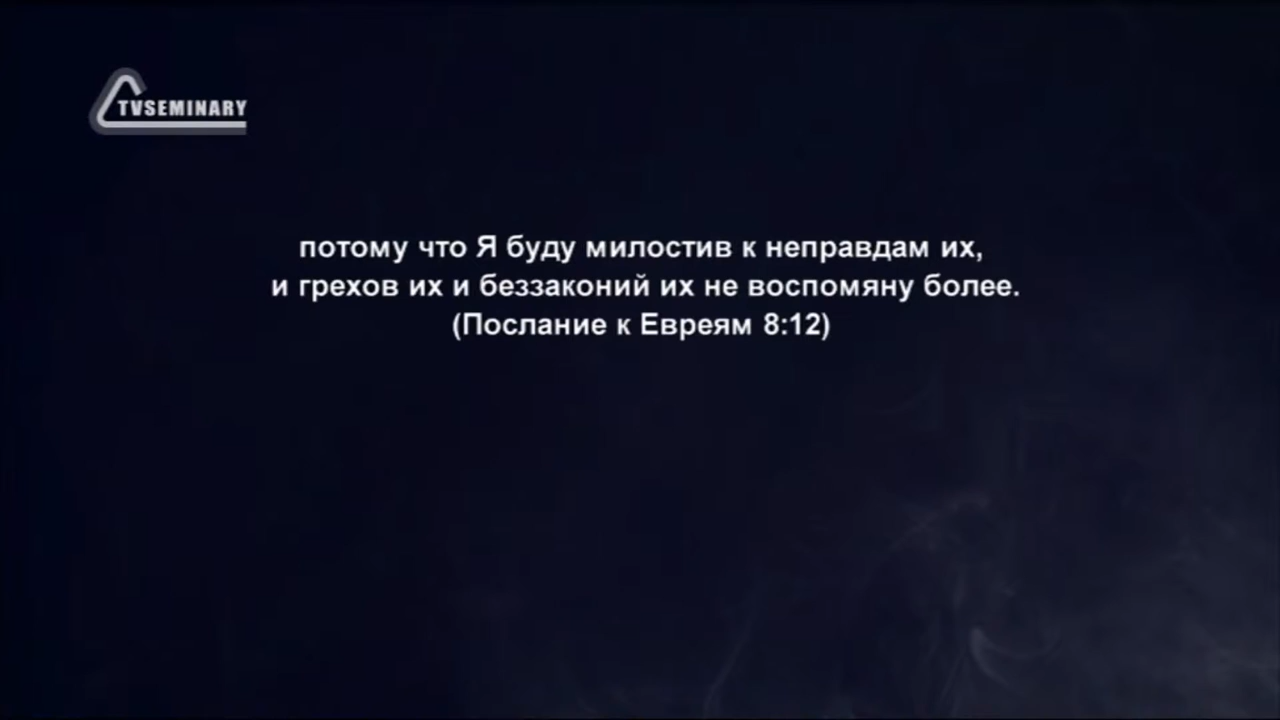 TVSEMINARY
потому что Я буду милостив к неправдам их,
и грехов их и беззаконий их не воспомяну более.
(Послание к Евреям 8:12)